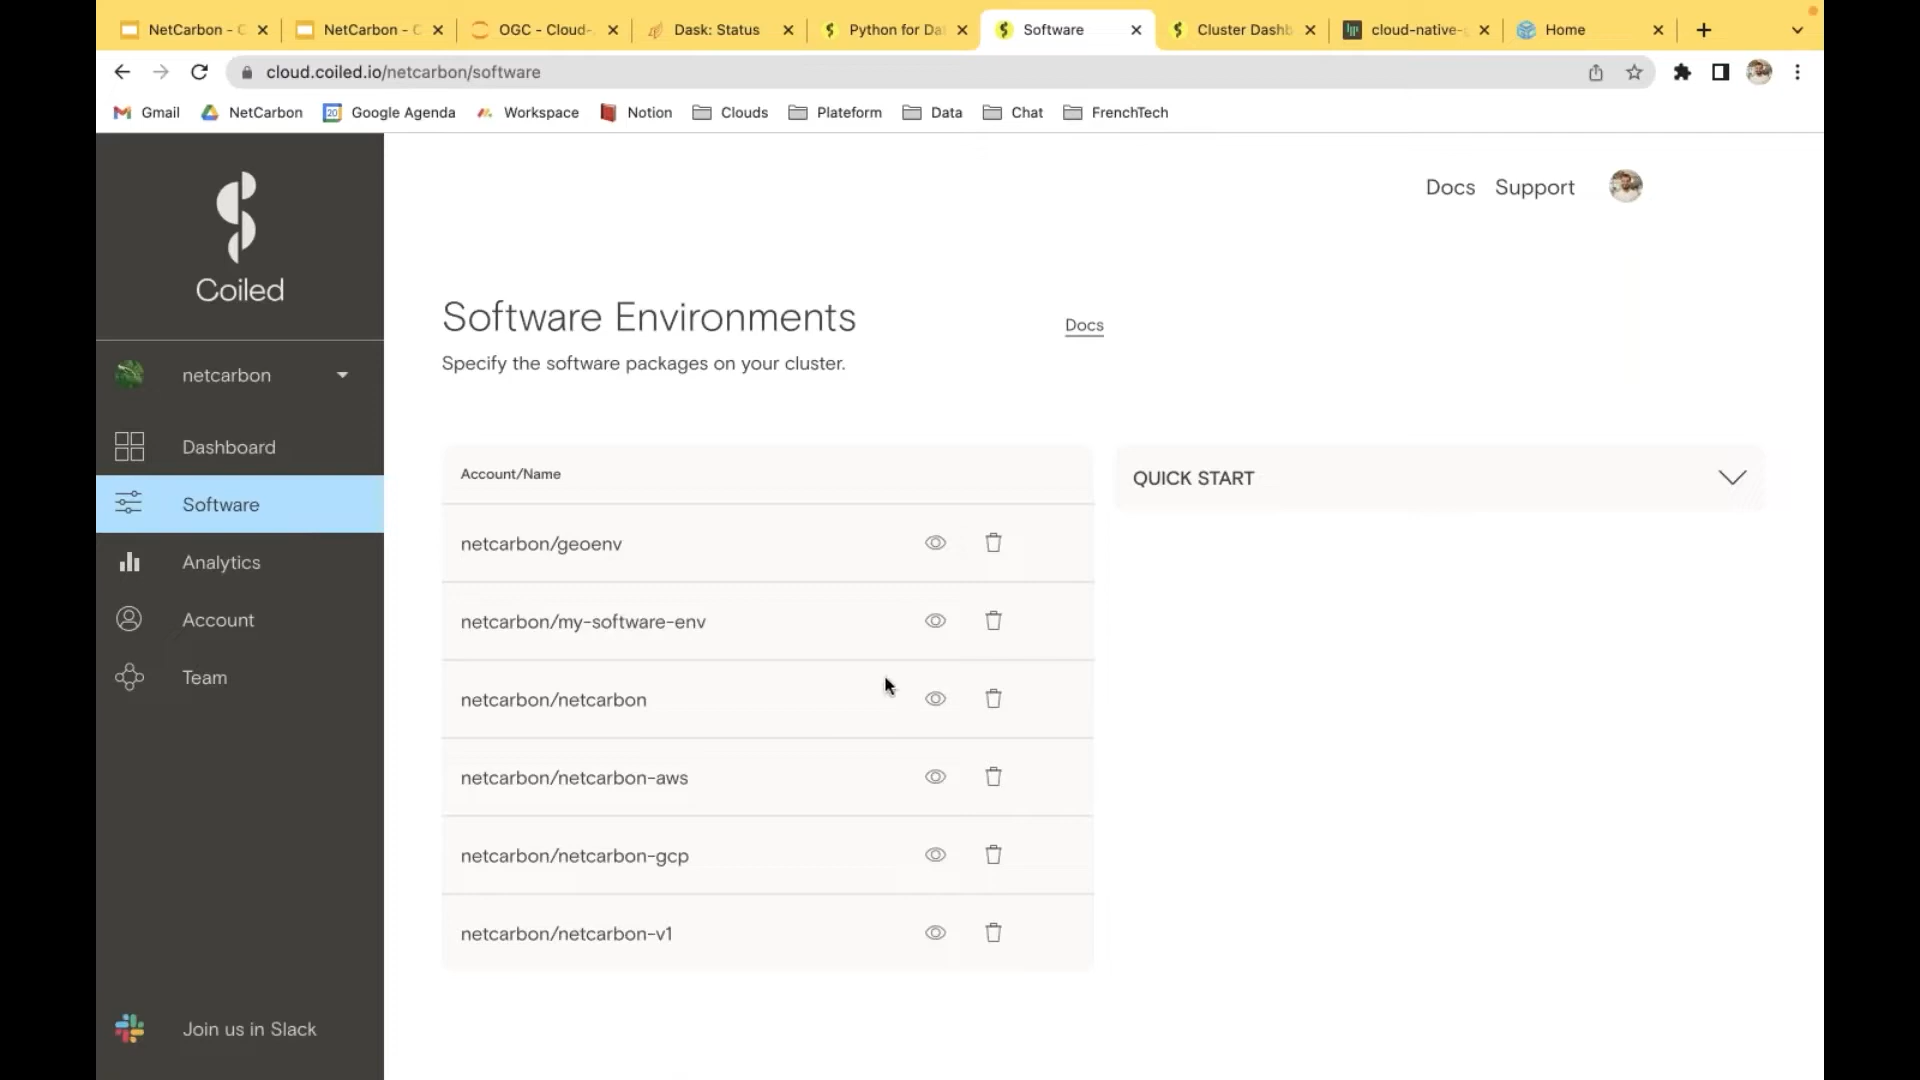 NetCarbon - C
NetCarbon - C
OGC - Cloud-
Dask: Status
Python for Da
Software
Cluster Dashb
cloud-native-
Home
cloud.coiled.io/netcarbon/software
Gmail
NetCarbon
20
Google Agenda
Workspace
Notion
Clouds
Plateform
Data
Chat
FrenchTech
Coiled
netcarbon
Dashboard
Software
Analytics
Account
Team
Join us in Slack
Docs
Support
Software Environments
Docs
Specify the software packages on your cluster.
Account/Name
netcarbon/geoenv
netcarbon/my-software-env
netcarbon/netcarbon
netcarbon/netcarbon-aws
netcarbon/netcarbon-gcp
netcarbon/netcarbon-v1
QUICK START